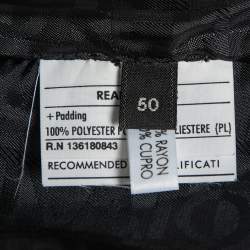 REA
+ Padding
100% POLYESTER P LIESTERE (PL)
R.N 136180843
RECOMMENDED LIFICATI
50
% RAYON
% CUPRO